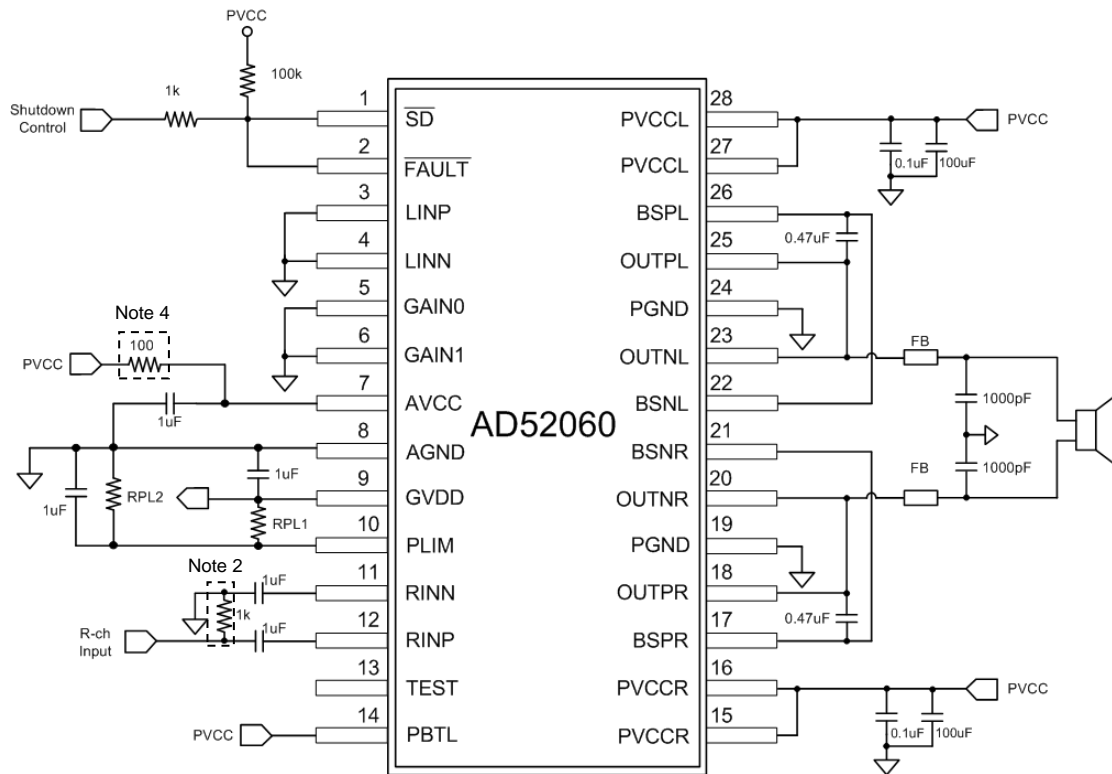 PVCC
100k
1k
Shutdown
Control
1
SD
2
FAULT
3
LINP
4
LINN
5
GAIN0
6
GAIN1
Note 4
100
PVCC
7
AVCC
1uF
8
AGND
1uF
9
GVDD
RPL2
1uF
RPL1
10
PLIM
Note 2
1uF
11
RINN
1k
R-ch
Input
1uF
12
RINP
13
TEST
14
PVCC
PBTL
AD52060
28
PVCCL
PVCC
27
PVCCL
0.1uF
100uF
26
BSPL
0.47uF
25
OUTPL
24
PGND
23
OUTNL
FB
22
BSNL
1000pF
21
BSNR
1000pF
20
OUTNR
FB
19
PGND
18
OUTPR
0.47uF
17
BSPR
16
PVCCR
PVCC
15
PVCCR
0.1uF
100uF